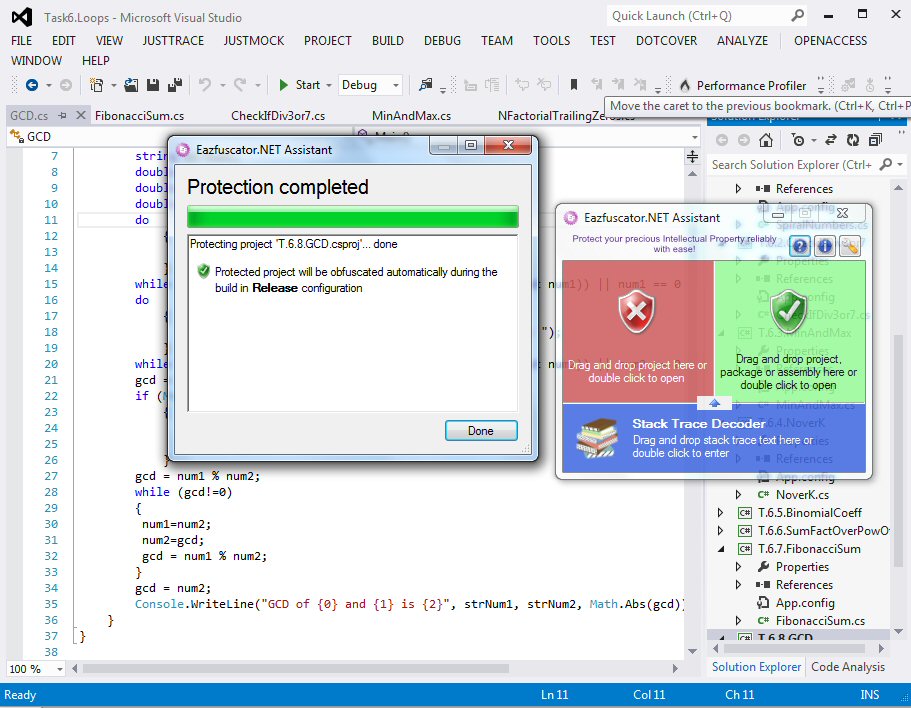 Task6.Loops - Microsoft Visual Studio
Quick Launch (Ctrl+Q)
FILE EDIT VIEW JUSTTRACE JUSTMOCK PROJECT BUILD DEBUG TEAM TOOLS TEST DOTCOVER ANALYZE OPENACCESS
WINDOW HELP
Start Debug Performance Profiler
Move the caret to the previous bookmark. (Ctrl+K, Ctrl+P
GCD.cs FibonacciSum.cs CheckIfDiv3or7.cs MinAndMax.cs NFactorialTrailingZeros.cs
Solution Explorer
GCD
Search Solution Explorer (Ctrl+
7 strin
8 doubl
9 doubl
10 doubl
11 do
12 {
13
14 }
15 while num1)) || num1 == 0
16 do
17 {
18 ");
19 }
20 while
21 gcd =
22 if (
23 {
24
25
26 }
27 gcd = num1 % num2;
28 while (gcd!=0)
29 {
30 num1=num2;
31 num2=gcd;
32 gcd = num1 % num2;
33 }
34 gcd = num2;
35 Console.WriteLine("GCD of {0} and {1} is {2}", strNum1, strNum2, Math.Abs(gcd))
36 }
37 }
38
100 %
Eazfuscator.NET Assistant
Protection completed
Protecting project 'T.6.8.GCD.csproj'... done
Protected project will be obfuscated automatically during the
build in Release configuration
Done
Eazfuscator.NET Assistant
Protect your precious Intellectual Property reliably
with ease!
Drag and drop project here or
double click to open
Drag and drop project,
package or assembly here or
double click to open
Stack Trace Decoder
Drag and drop stack trace text here or
double click to enter
References
App.config
SpiralNumbers.cs
Properties
References
App.config
CheckIfDiv3or7.cs
MinAndMax
Properties
MinAndMax.cs
T.6.4.NoverK
Properties
References
App.config
NoverK.cs
T.6.5.BinomialCoeff
T.6.6.SumFactOverPowO
T.6.7.FibonacciSum
Properties
References
App.config
FibonacciSum.cs
T.6.8.GCD
Solution Explorer Code Analysis
Ready Ln 11 Col 11 Ch 11 INS